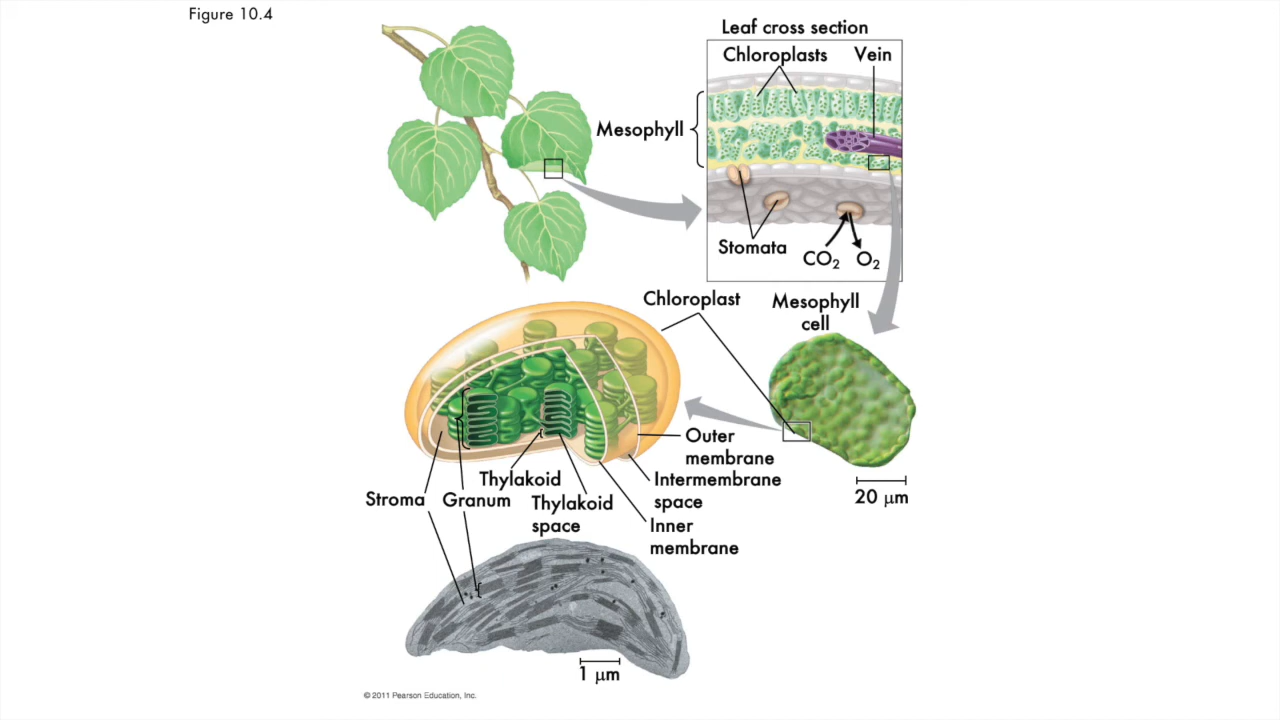 Figure 10.4
Leaf cross section
Chloroplasts
Vein
Mesophyll
Stomata
CO2
O2
Chloroplast
Mesophyll
cell
Outer
membrane
Thylakoid
Intermembrane
space
20 μm
Stroma
Granum
Thylakoid
space
Inner
membrane
1 μm
© 2011 Pearson Education, Inc.